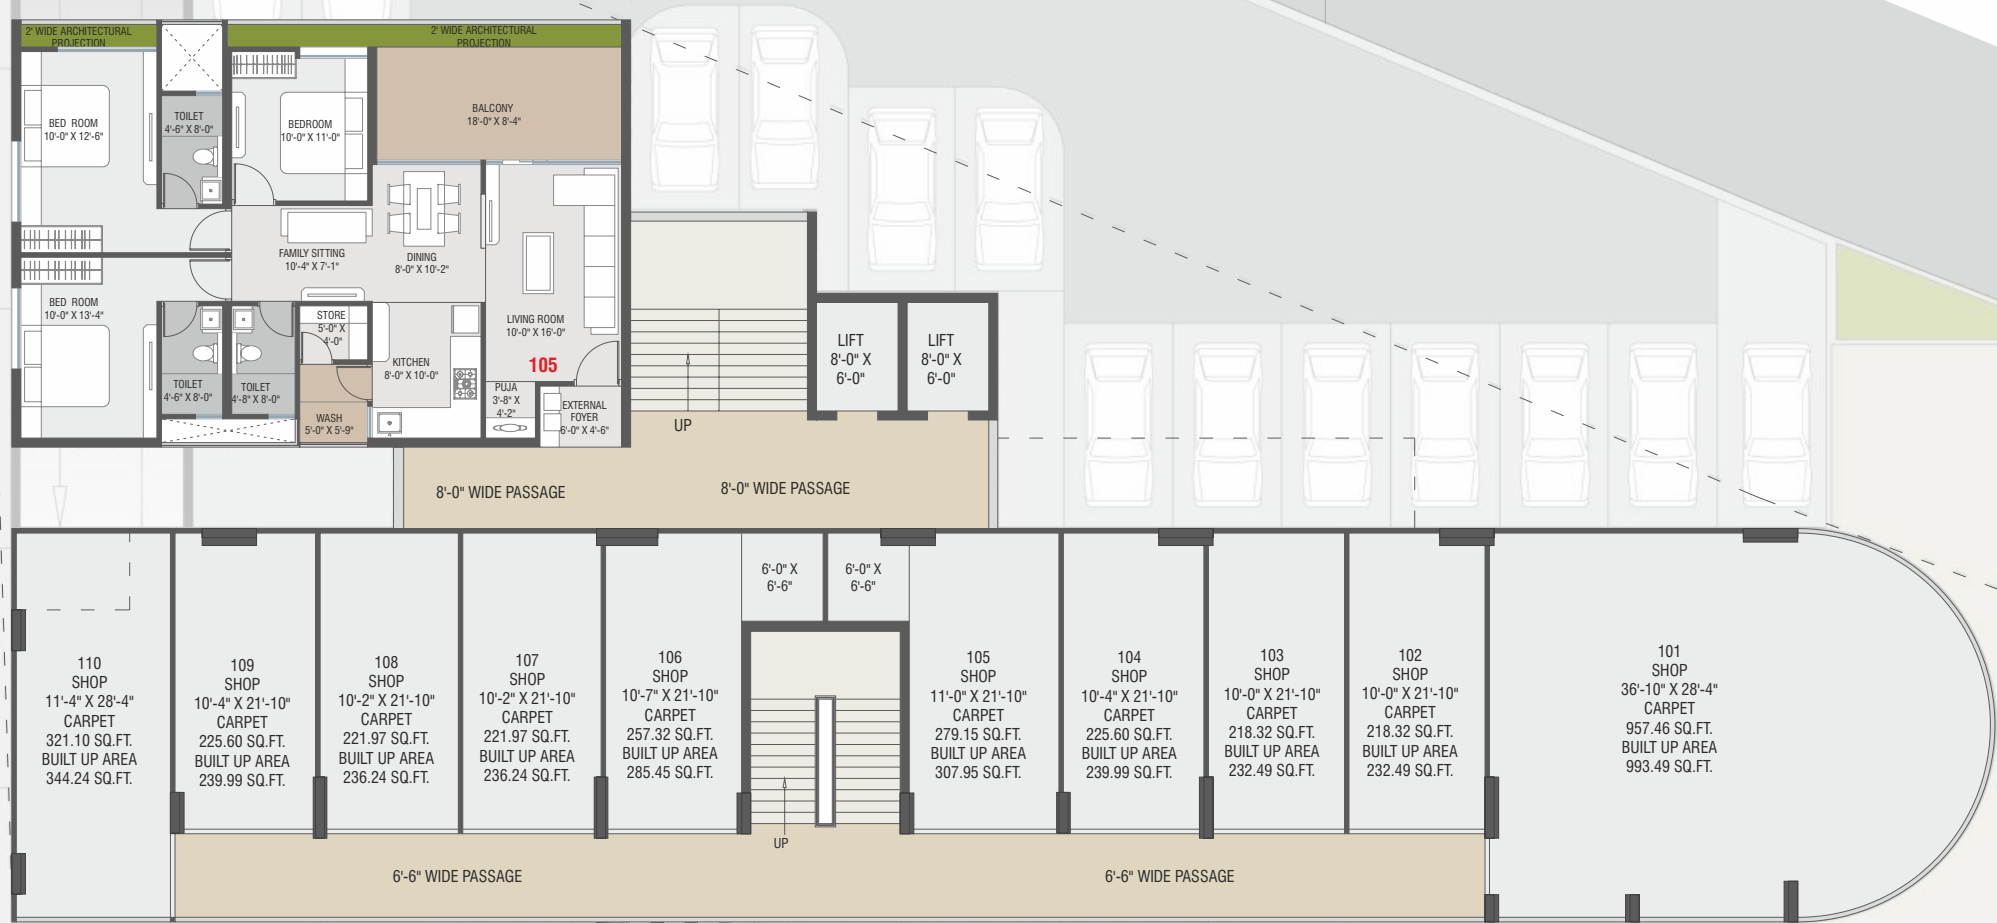 2' WIDE ARCHITECTURAL
PROJECTION
2' WIDE ARCHITECTURAL
PROJECTION
BED ROOM
10'-0" X 12'-6"
TOILET
4'-6" X 8'-0"
BEDROOM
10'-0" X 11'-0"
BALCONY
18'-0" X 8'-4"
FAMILY SITTING
10'-4" X 7'-1"
DINING
8'-0" X 10'-2"
BED ROOM
10'-0" X 13'-4"
STORE
5'-0" X
4'-0"
LIVING ROOM
10'-0" X 16'-0"
105
KITCHEN
8'-0" X 10'-0"
TOILET
4'-6" X 8'-0"
TOILET
4'-8" X 8'-0"
WASH
5'-0" X 5'-9"
PUJA
3'-8" X
4'-2"
EXTERNAL
FOYER
6'-0" X 4'-6"
LIFT
8'-0" X
6'-0"
LIFT
8'-0" X
6'-0"
UP
8'-0" WIDE PASSAGE
8'-0" WIDE PASSAGE
6'-0" X
6'-6"
6'-0" X
6'-6"
110
SHOP
11'-4" X 28'-4"
CARPET
321.10 SQ.FT.
BUILT UP AREA
344.24 SQ.FT.
109
SHOP
10'-4" X 21'-10"
CARPET
225.60 SQ.FT.
BUILT UP AREA
239.99 SQ.FT.
108
SHOP
10'-2" X 21'-10"
CARPET
221.97 SQ.FT.
BUILT UP AREA
236.24 SQ.FT.
107
SHOP
10'-2" X 21'-10"
CARPET
221.97 SQ.FT.
BUILT UP AREA
236.24 SQ.FT.
106
SHOP
10'-7" X 21'-10"
CARPET
257.32 SQ.FT.
BUILT UP AREA
285.45 SQ.FT.
105
SHOP
11'-0" X 21'-10"
CARPET
279.15 SQ.FT.
BUILT UP AREA
307.95 SQ.FT.
104
SHOP
10'-4" X 21'-10"
CARPET
225.60 SQ.FT.
BUILT UP AREA
239.99 SQ.FT.
103
SHOP
10'-0" X 21'-10"
CARPET
218.32 SQ.FT.
BUILT UP AREA
232.49 SQ.FT.
102
SHOP
10'-0" X 21'-10"
CARPET
218.32 SQ.FT.
BUILT UP AREA
232.49 SQ.FT.
101
SHOP
36'-10" X 28'-4"
CARPET
957.46 SQ.FT.
BUILT UP AREA
993.49 SQ.FT.
UP
6'-6" WIDE PASSAGE
6'-6" WIDE PASSAGE